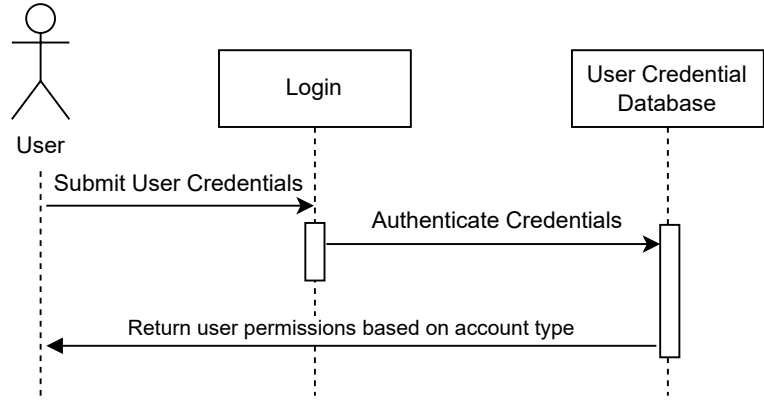 Login
User Credential
Database
User
Submit User Credentials
Authenticate Credentials
Return user permissions based on account type